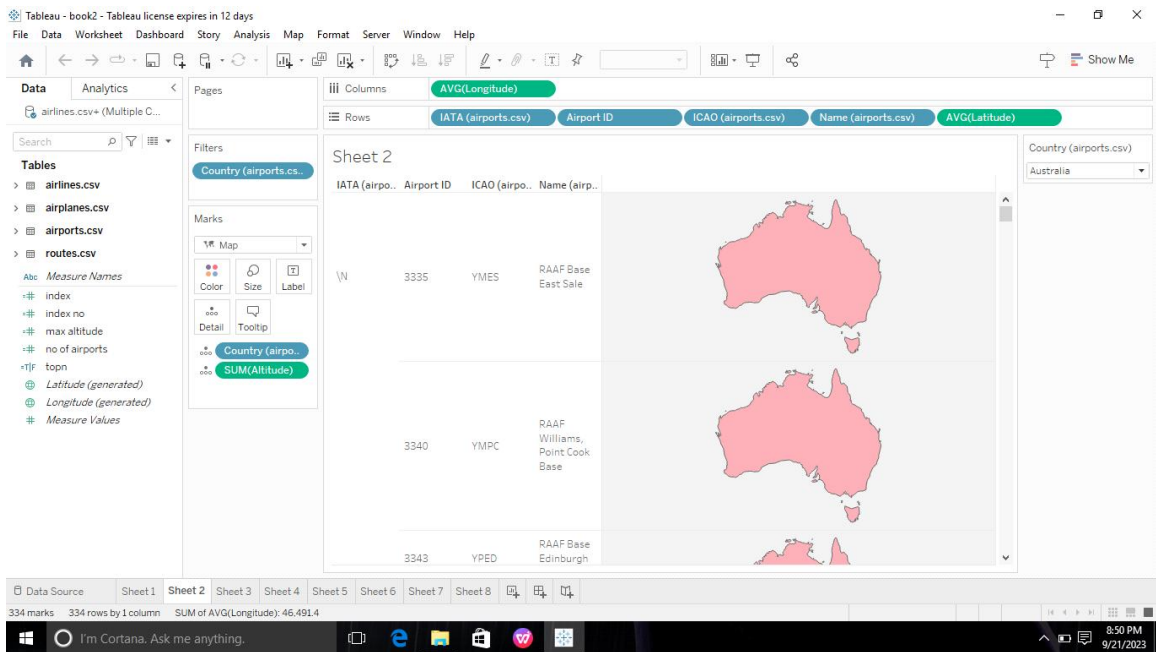 Tableau - book2 - Tableau license expires in 12 days
File Data Worksheet Dashboard Story Analysis Map Format Server Window Help
Show Me
Data Analytics
airlines.csv+ (Multiple C...
Search
Tables
airlines.csv
airplanes.csv
airports.csv
routes.csv
Abc Measure Names
=# index
=# index no
=# max altitude
=# no of airports
=T|F topn
Latitude (generated)
Longitude (generated)
# Measure Values
Pages
Filters
Country (airports.cs..
Marks
Map
Color Size Label
Detail Tooltip
Country (airpo..
SUM(Altitude)
Columns AVG(Longitude)
Rows IATA (airports.csv) Airport ID ICAO (airports.csv) Name (airports.csv) AVG(Latitude)
Sheet 2
IATA (airpo.. Airport ID ICAO (airpo.. Name (airp..
\N 3335 YMES RAAF Base
East Sale
3340 YMPC RAAF
Williams,
Point Cook
Base
3343 YPED RAAF Base
Edinburgh
Country (airports.csv)
Australia
Data Source Sheet 1 Sheet 2 Sheet 3 Sheet 4 Sheet 5 Sheet 6 Sheet 7 Sheet 8
334 marks 334 rows by 1 column SUM of AVG(Longitude): 46,491.4
I'm Cortana. Ask me anything.
8:50 PM
9/21/2023